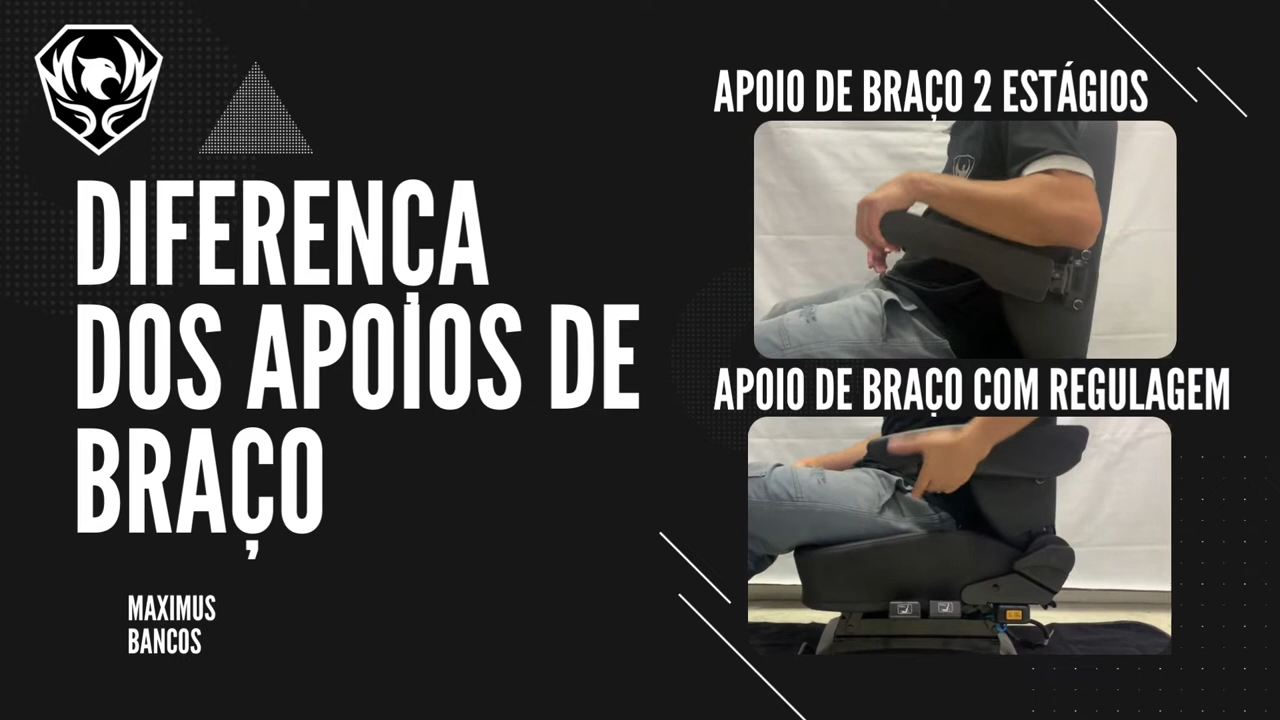 DIFERENÇA
DOS APOIOS DE
BRAÇO
MAXIMUS
BANCOS
APOIO DE BRAÇO 2 ESTÁGIOS
APOIO DE BRAÇO COM REGULAGEM